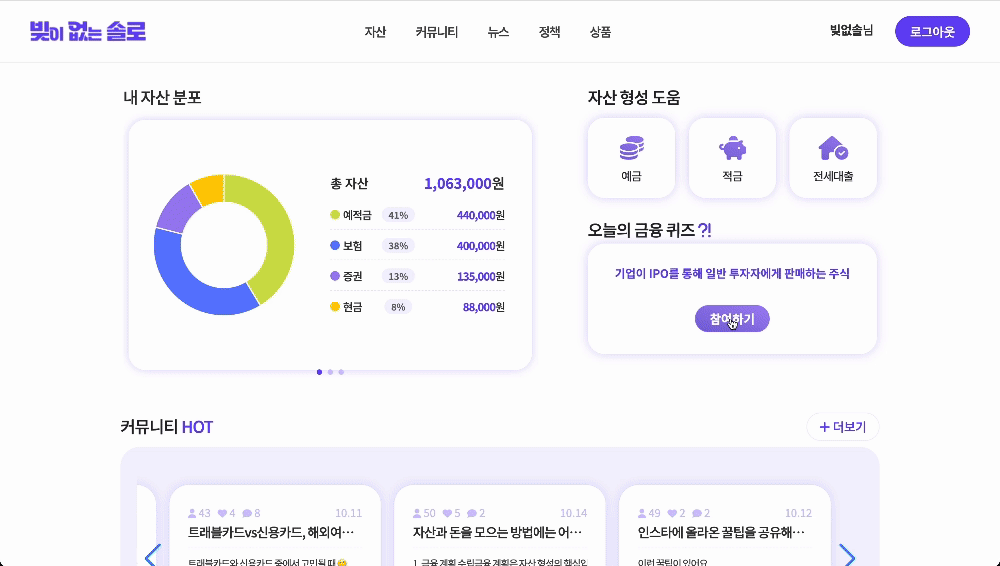 빚이 없는 솔로
자산 커뮤니티 뉴스 정책 상품
빚없솔님 로그아웃
내 자산 분포
총 자산 1,063,000원
예적금 41% 440,000원
보험 38% 400,000원
증권 13% 135,000원
현금 8% 88,000원
자산 형성 도움
예금 적금 전세대출
오늘의 금융 퀴즈 ?!
기업이 IPO를 통해 일반 투자자에게 판매하는 주식
참여하기
커뮤니티 HOT
+ 더보기
43 4 8 10.11
트래블카드vs신용카드, 해외여···
트래블카드와 신용카드 중에서 고민될 때🤗
50 5 2 10.14
자산과 돈을 모으는 방법에는 어···
1. 금융 계획 수립금융 계획은 자산 형성의 핵심입
49 2 2 10.12
인스타에 올라온 꿀팁을 공유해···
이런 꿀팁이 있어요